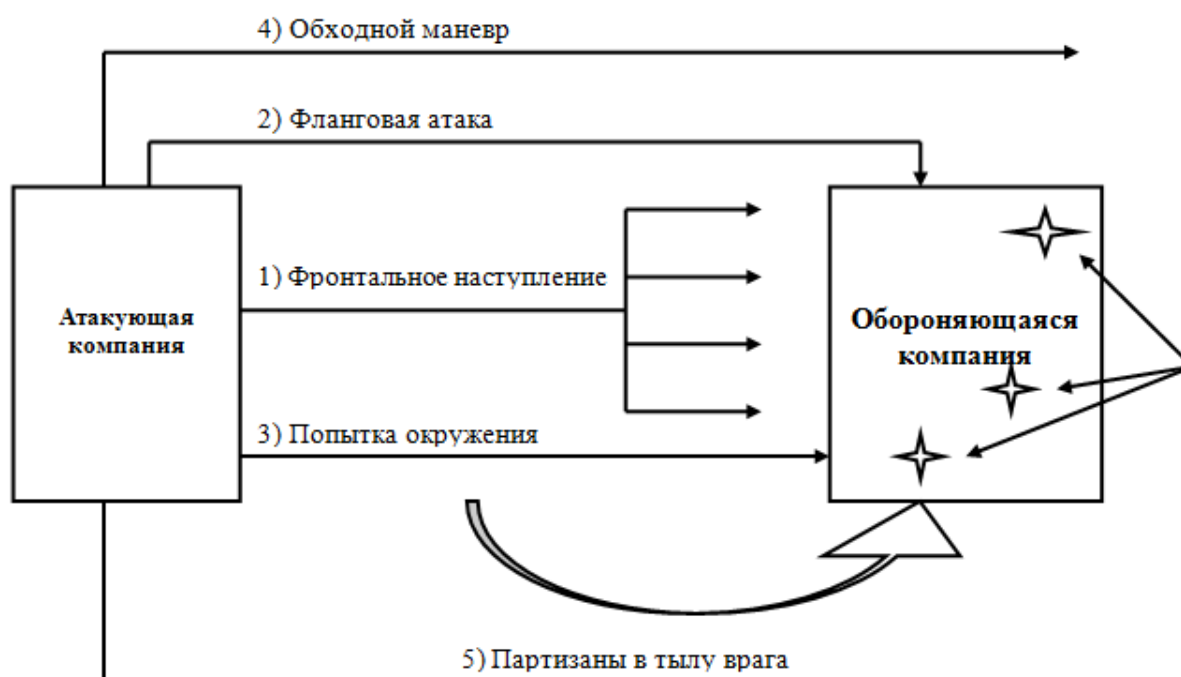 4) Обходной маневр
2) Фланговая атака
1) Фронтальное наступление
Атакующая
компания
Обороняющаяся
компания
3) Попытка окружения
5) Партизаны в тылу врага